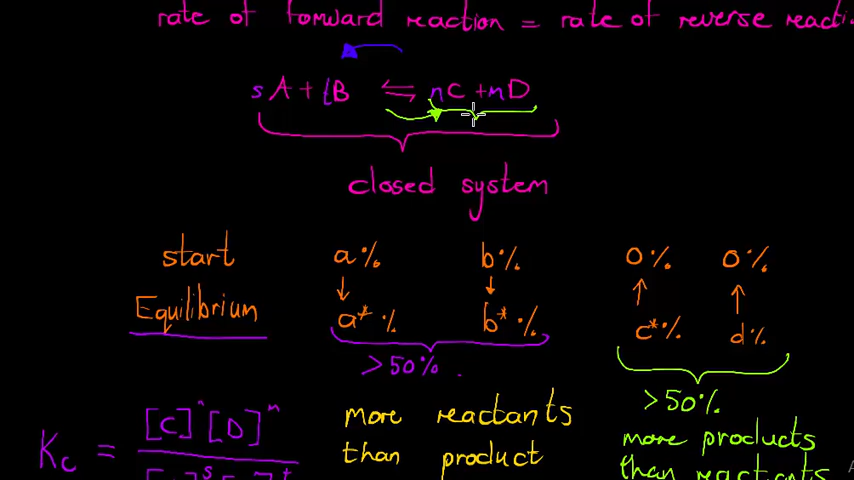 rate of forward reaction = rate of reverse reacti
sA + tB ⇌ nC + mD
closed system
start a% b% 0% 0%
Equilibrium a*% b*% c*% d%
>50% .
>50%
Kc = [C]ⁿ [D]ᵐ
more reactants
than product
more products
than reactants